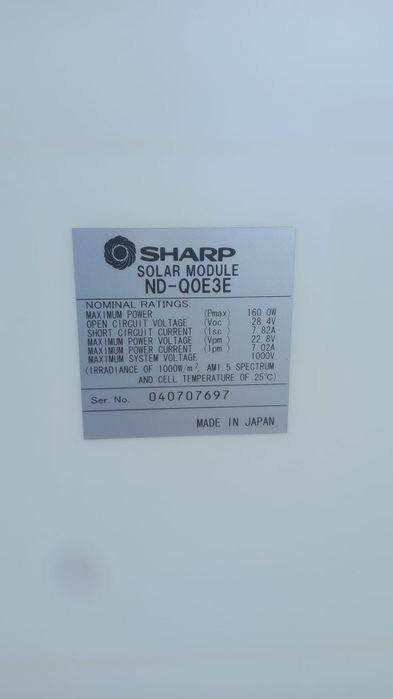 SHARP
SOLAR MODULE
ND-Q0E3E
NOMINAL RATINGS:
MAXIMUM POWER (Pmax) 160.0W
OPEN CIRCUIT VOLTAGE (Voc ) 28.4V
SHORT CIRCUIT CURRENT (Isc ) 7.82A
MAXIMUM POWER VOLTAGE (Vpm ) 22.8V
MAXIMUM POWER CURRENT (Ipm ) 7.02A
MAXIMUM SYSTEM VOLTAGE 1000V
(IRRADIANCE OF 1000W/m², AM1.5 SPECTRUM
AND CELL TEMPERATURE OF 25℃)
Ser. No. 040707697
MADE IN JAPAN